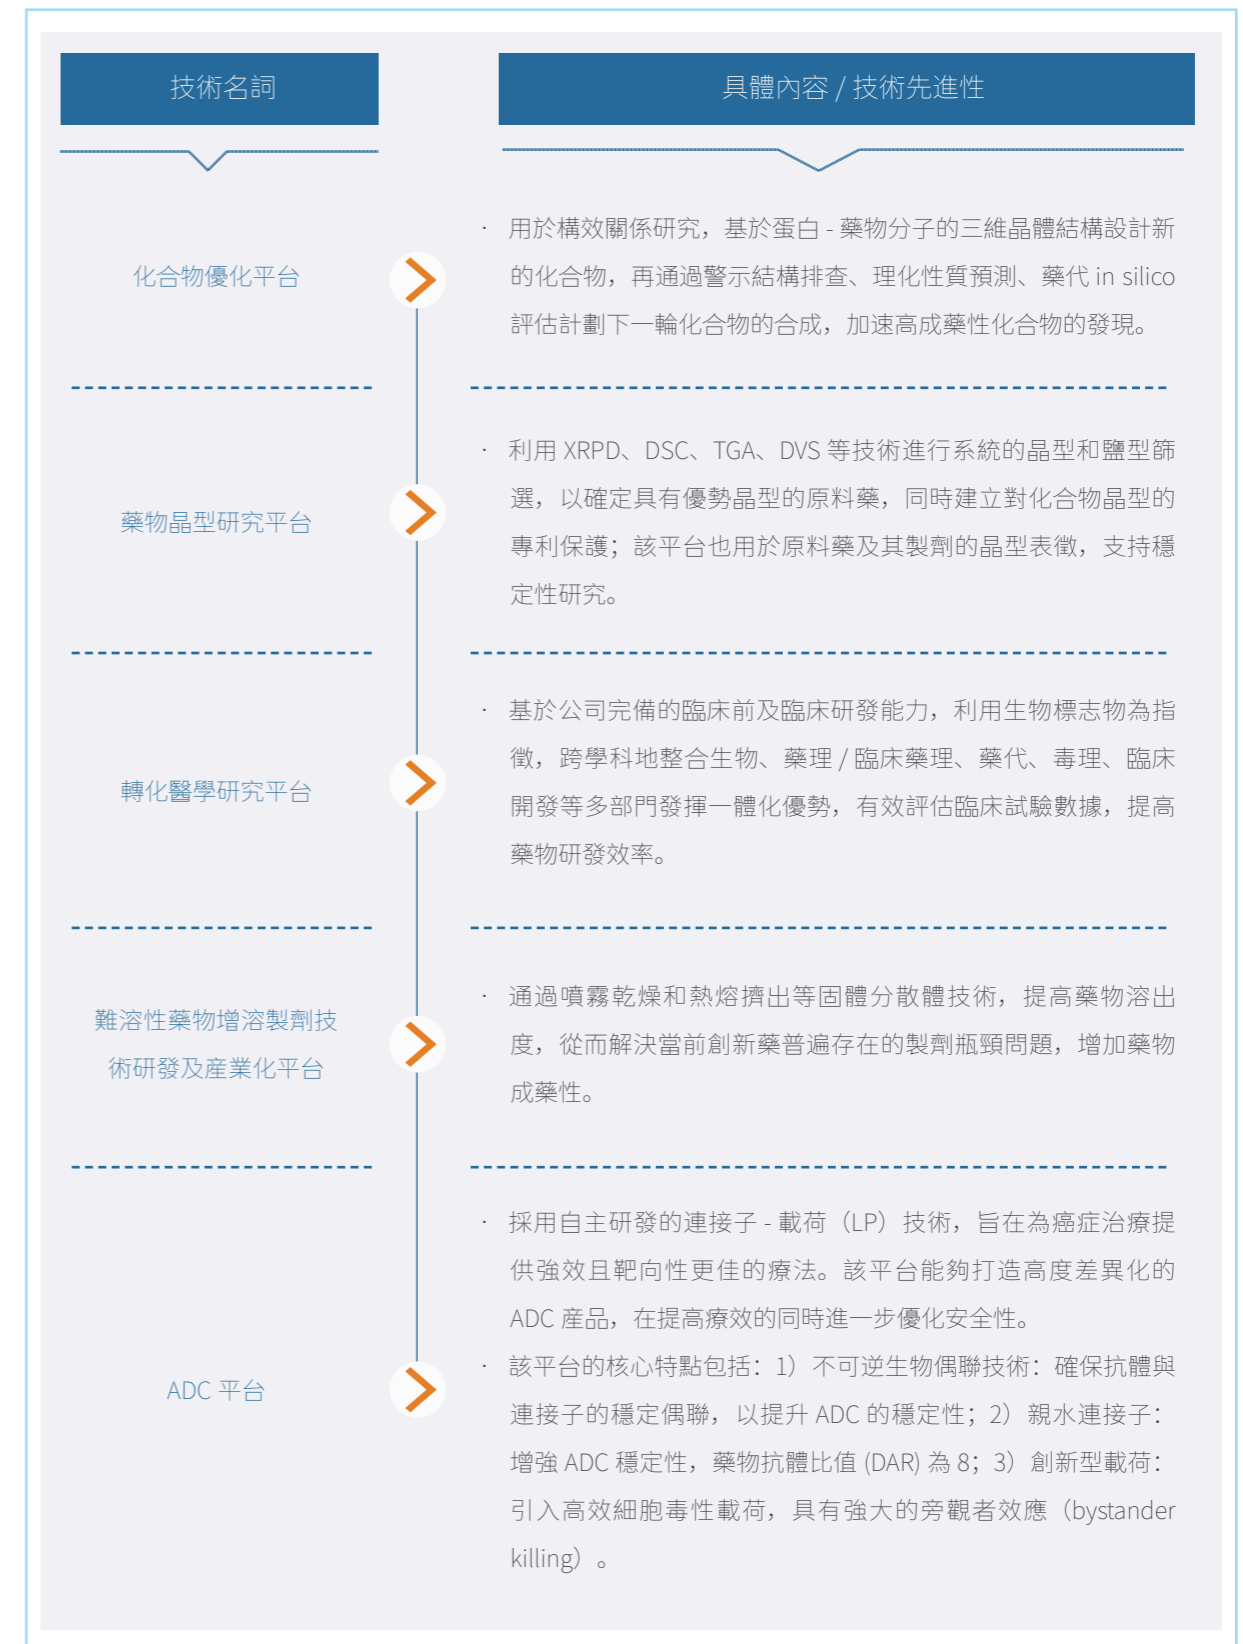 技術名詞
具體內容 / 技術先進性
化合物優化平台
· 用於構效關係研究，基於蛋白 - 藥物分子的三維晶體結構設計新
的化合物，再通過警示結構排查、理化性質預測、藥代 in silico
評估計劃下一輪化合物的合成，加速高成藥性化合物的發現。
藥物晶型研究平台
· 利用 XRPD、DSC、TGA、DVS 等技術進行系統的晶型和鹽型篩
選，以確定具有優勢晶型的原料藥，同時建立對化合物晶型的
專利保護；該平台也用於原料藥及其製劑的晶型表徵，支持穩
定性研究。
轉化醫學研究平台
· 基於公司完備的臨床前及臨床研發能力，利用生物標志物為指
徵，跨學科地整合生物、藥理 / 臨床藥理、藥代、毒理、臨床
開發等多部門發揮一體化優勢，有效評估臨床試驗數據，提高
藥物研發效率。
難溶性藥物增溶製劑技
術研發及産業化平台
· 通過噴霧乾燥和熱熔擠出等固體分散體技術，提高藥物溶出
度，從而解決當前創新藥普遍存在的製劑瓶頸問題，增加藥物
成藥性。
ADC 平台
· 採用自主研發的連接子 - 載荷（LP）技術，旨在為癌症治療提
供強效且靶向性更佳的療法。該平台能夠打造高度差異化的
ADC 産品，在提高療效的同時進一步優化安全性。
· 該平台的核心特點包括：1）不可逆生物偶聯技術：確保抗體與
連接子的穩定偶聯，以提升 ADC 的穩定性；2）親水連接子：
增強 ADC 穩定性，藥物抗體比值 (DAR) 為 8；3）創新型載荷：
引入高效細胞毒性載荷，具有強大的旁觀者效應（bystander
killing）。